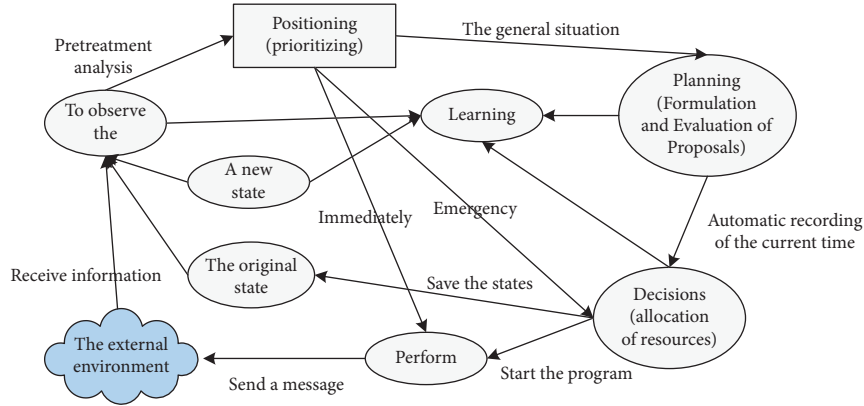 Positioning
(prioritizing)
The general situation
Pretreatment
analysis
Planning
(Formulation
and Evaluation of
Proposals)
To observe
the
Learning
A new
state
Immediately
Emergency
Automatic recording
of the current time
Receive information
The original
state
Save the states
Decisions
(allocation
of resources)
The external
environment
Perform
Send a message
Start the program